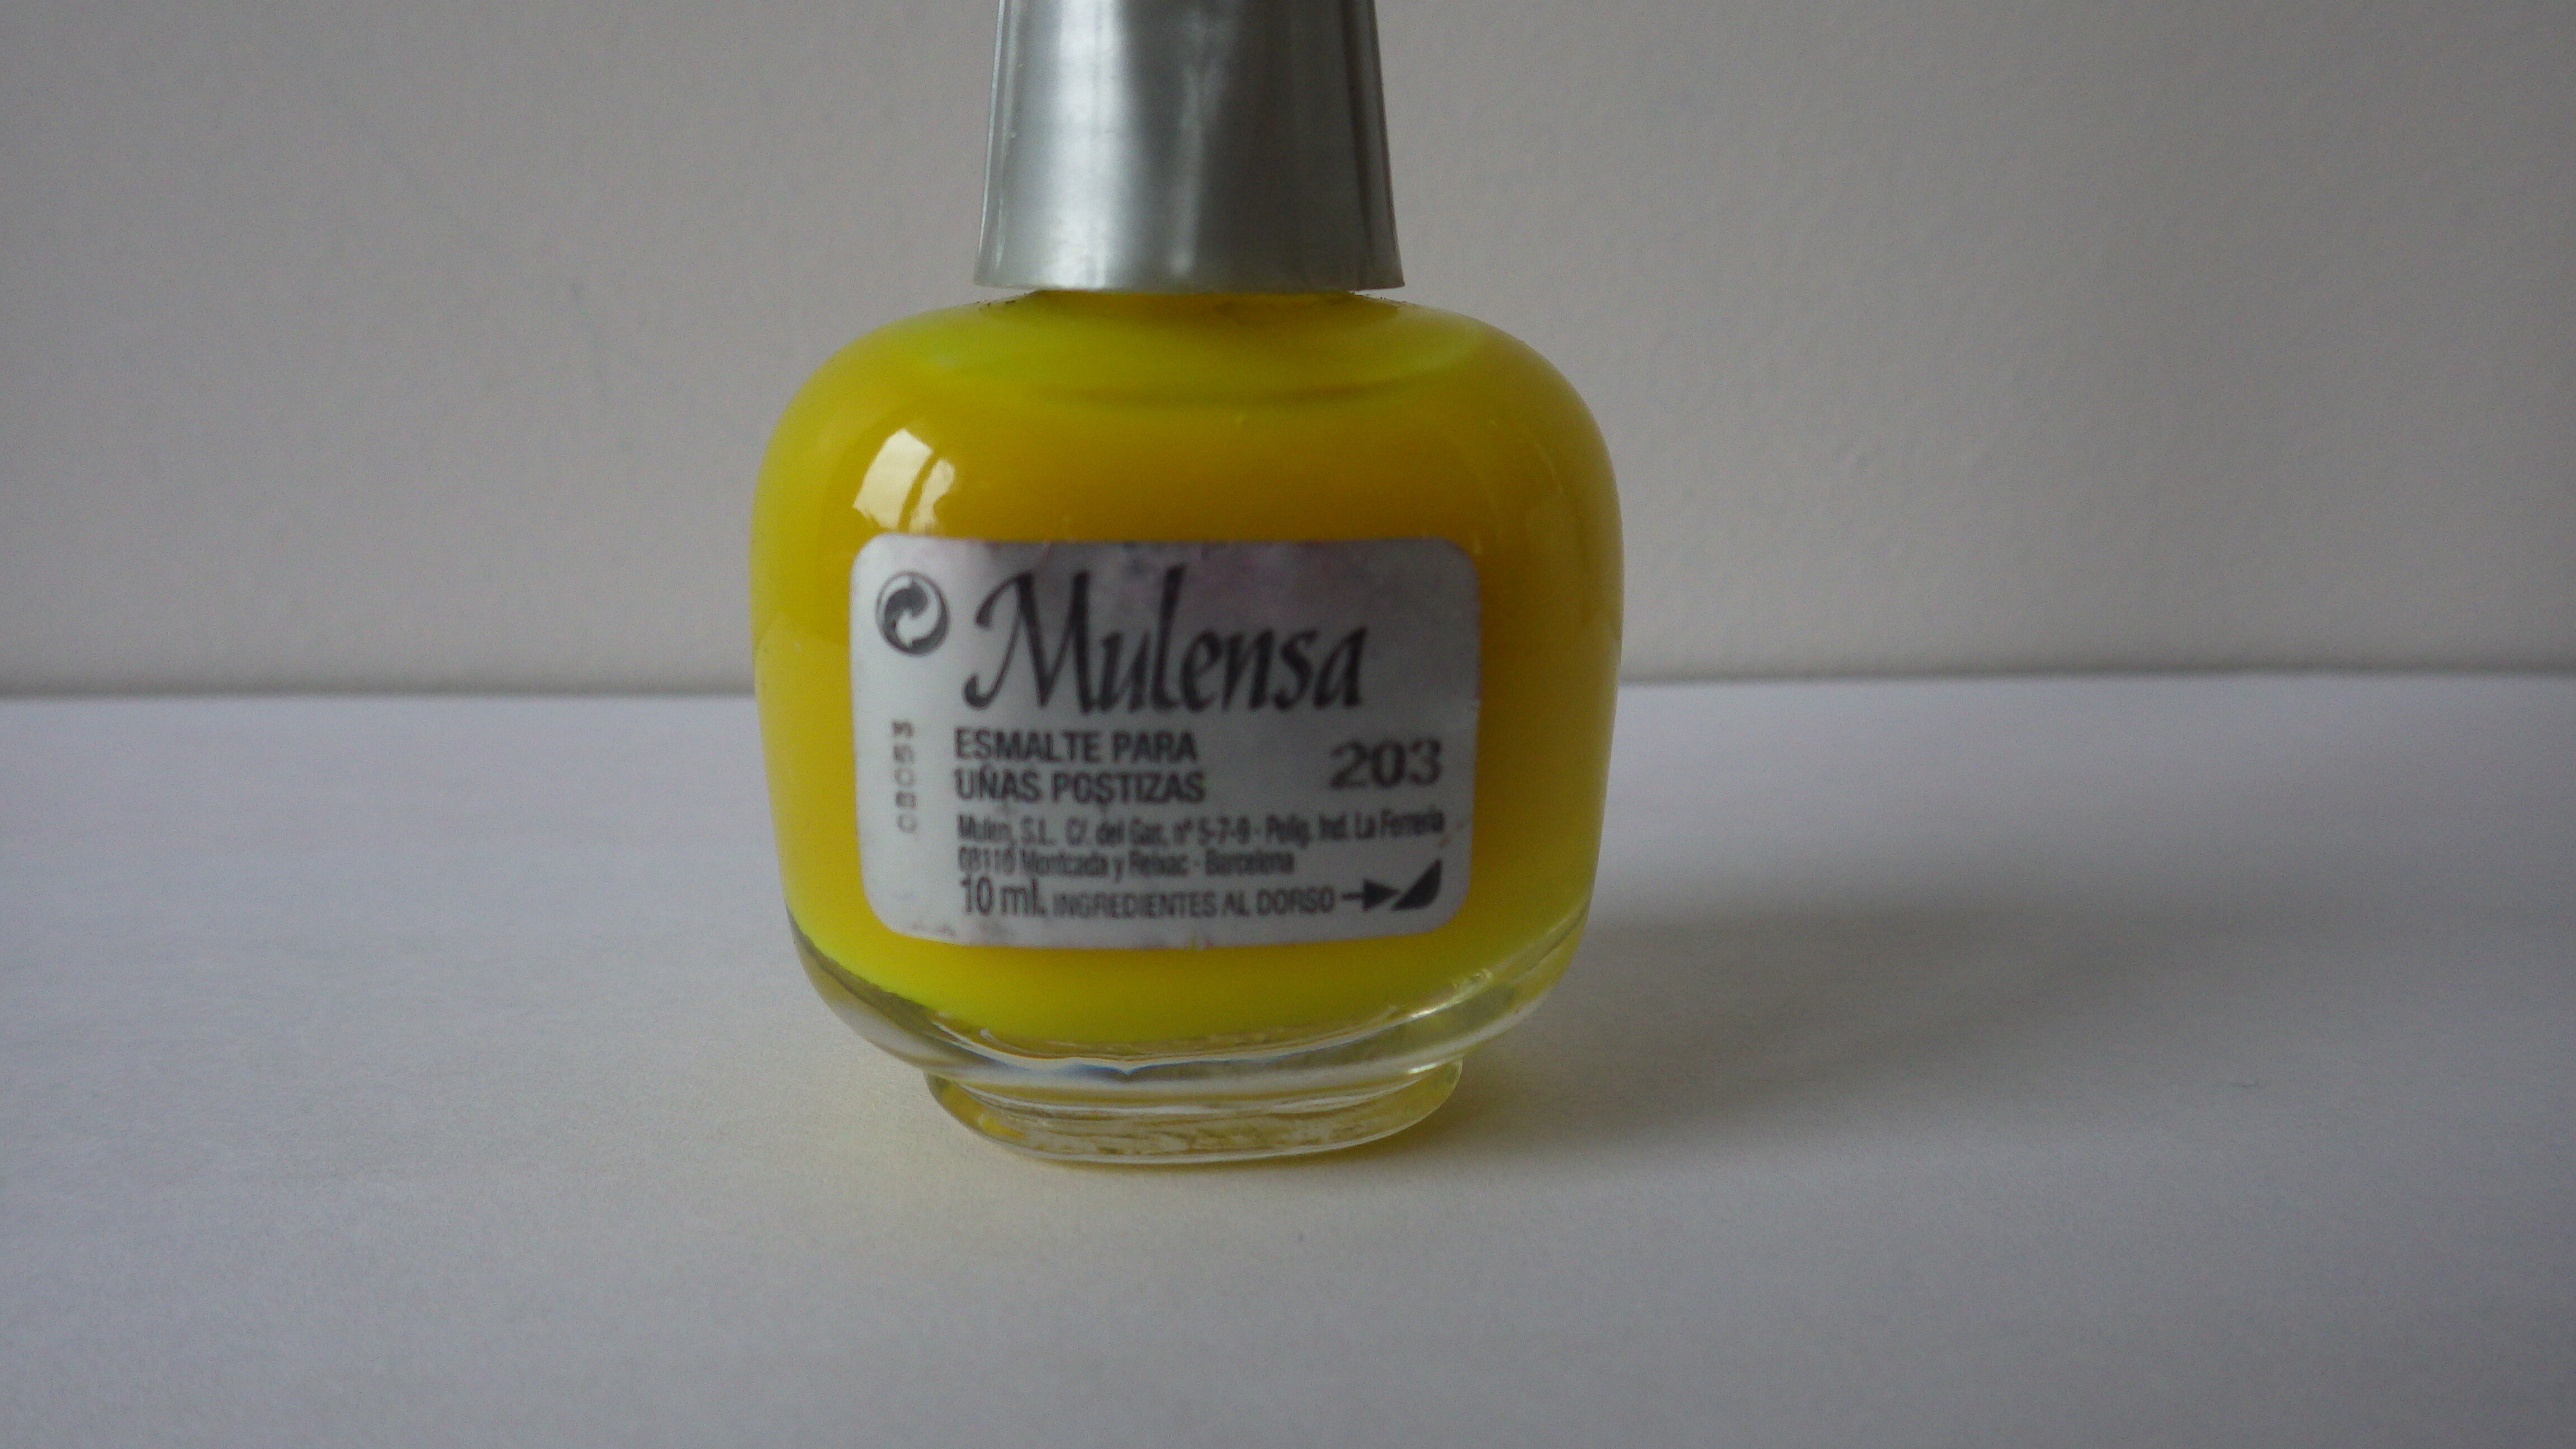 Mulensa
ESMALTE PARA
UÑAS POSTIZAS
203
080553
Mulen, S.L. C/. del Gas, nº 5-7-9 - Polig. Ind. La Ferreria
08110 Montcada y Reixac - Barcelona
10 ml. INGREDIENTES AL DORSO